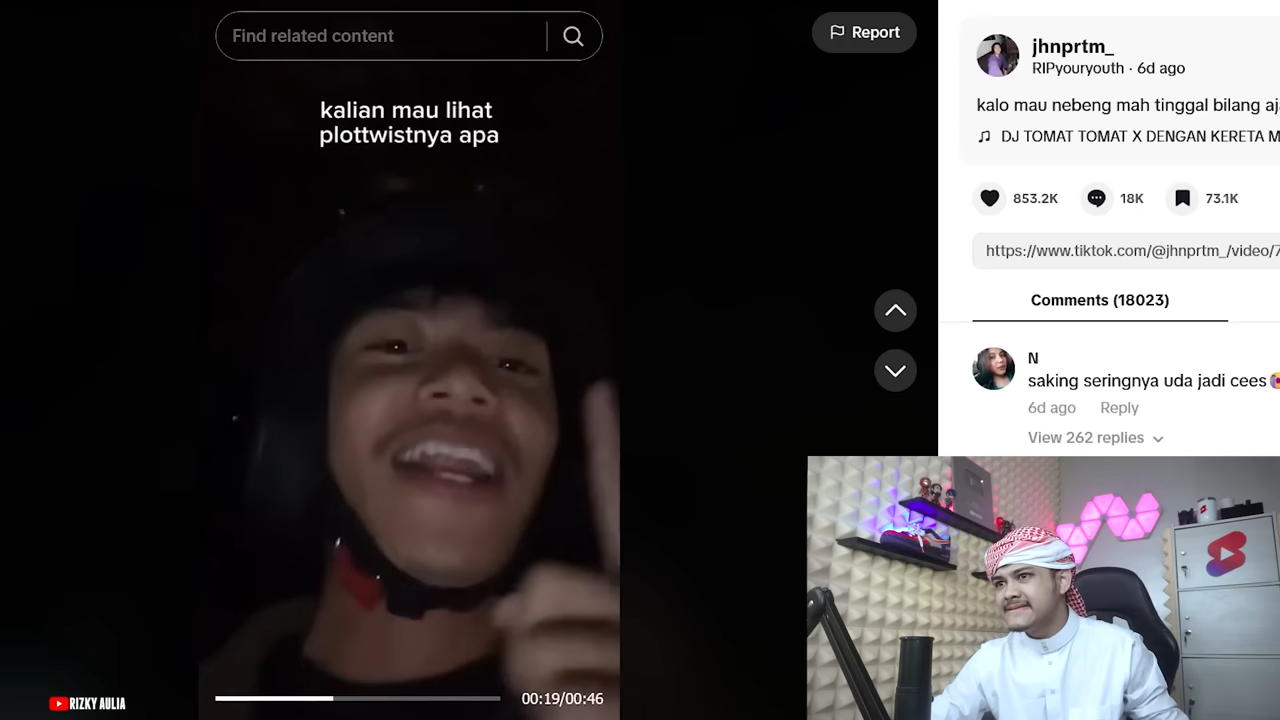 Find related content
Report
kalian mau lihat
plottwistnya apa
00:19/00:46
RIZKY AULIA
jhnprtm_
RIPyouryouth · 6d ago
kalo mau nebeng mah tinggal bilang aj
DJ TOMAT TOMAT X DENGAN KERETA M
853.2K
18K
73.1K
https://www.tiktok.com/@jhnprtm_/video/7
Comments (18023)
N
saking seringnya uda jadi cees
6d ago Reply
View 262 replies